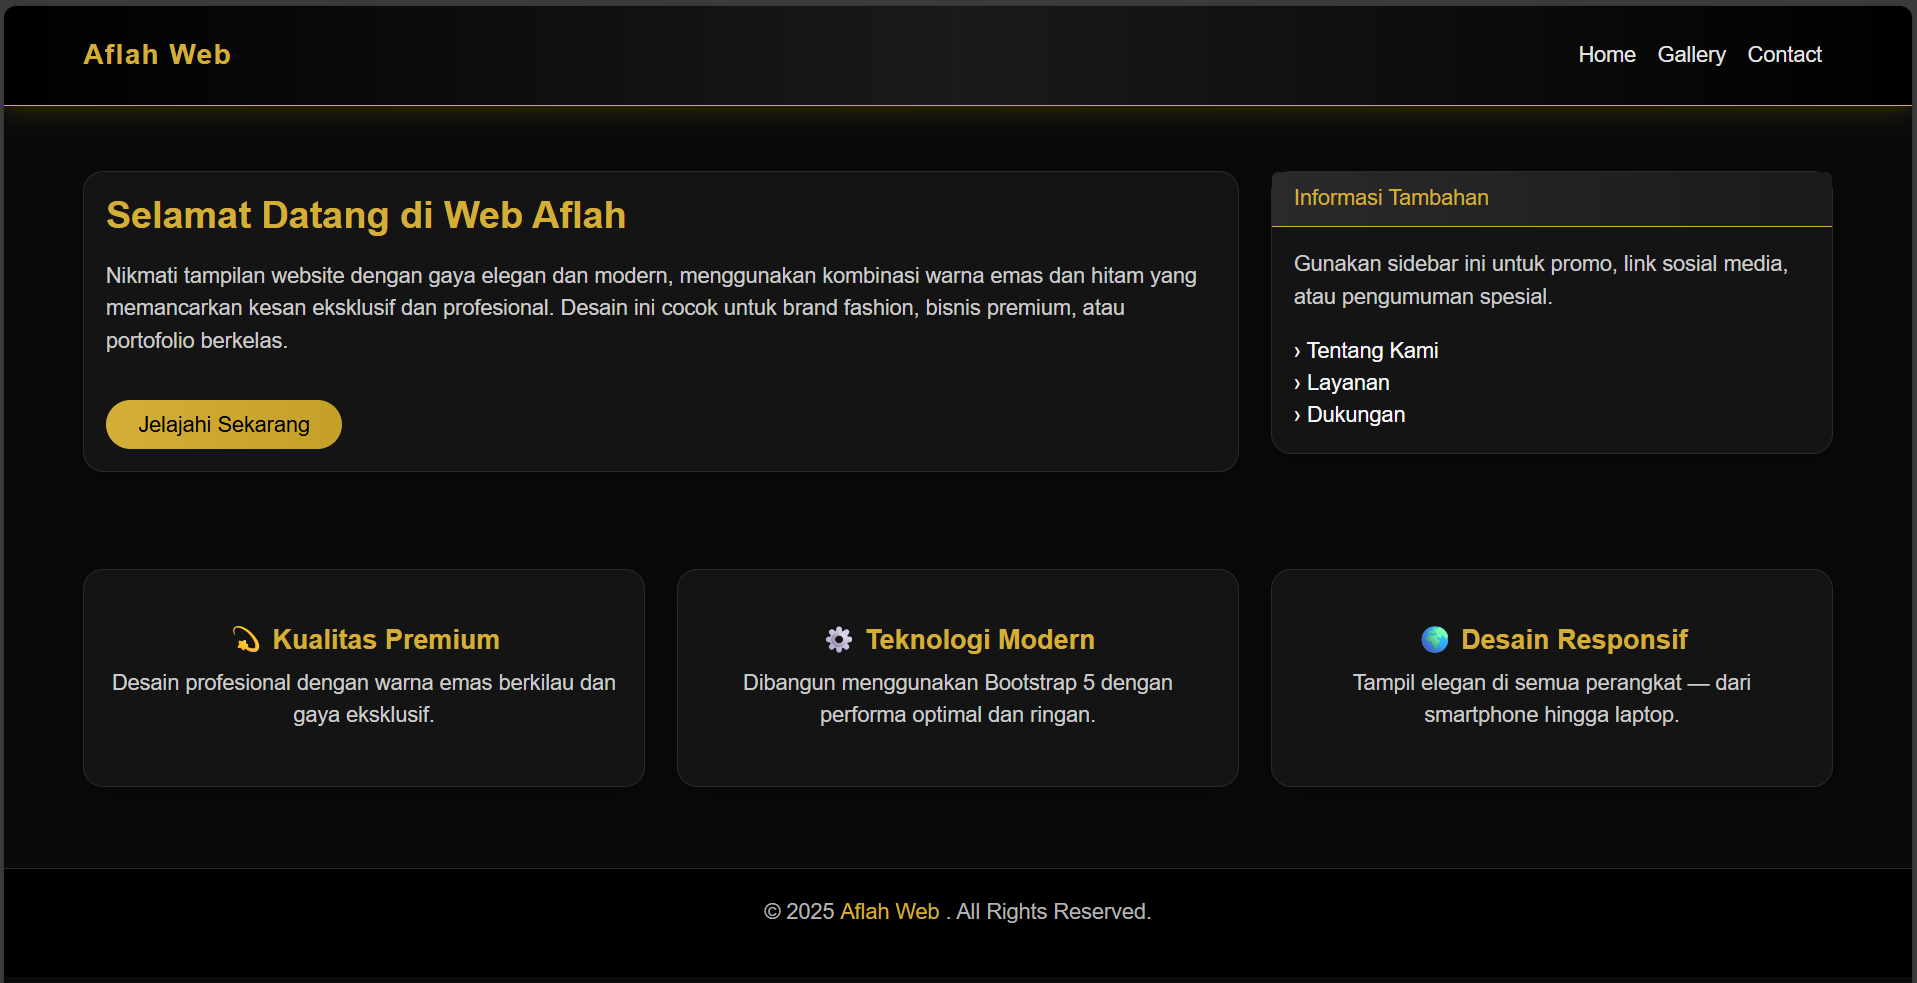 Aflah Web
Home Gallery Contact
Selamat Datang di Web Aflah
Nikmati tampilan website dengan gaya elegan dan modern, menggunakan kombinasi warna emas dan hitam yang
memancarkan kesan eksklusif dan profesional. Desain ini cocok untuk brand fashion, bisnis premium, atau
portofolio berkelas.
Jelajahi Sekarang
Informasi Tambahan
Gunakan sidebar ini untuk promo, link sosial media,
atau pengumuman spesial.
› Tentang Kami
› Layanan
› Dukungan
Kualitas Premium
Desain profesional dengan warna emas berkilau dan
gaya eksklusif.
Teknologi Modern
Dibangun menggunakan Bootstrap 5 dengan
performa optimal dan ringan.
Desain Responsif
Tampil elegan di semua perangkat — dari
smartphone hingga laptop.
© 2025 Aflah Web . All Rights Reserved.